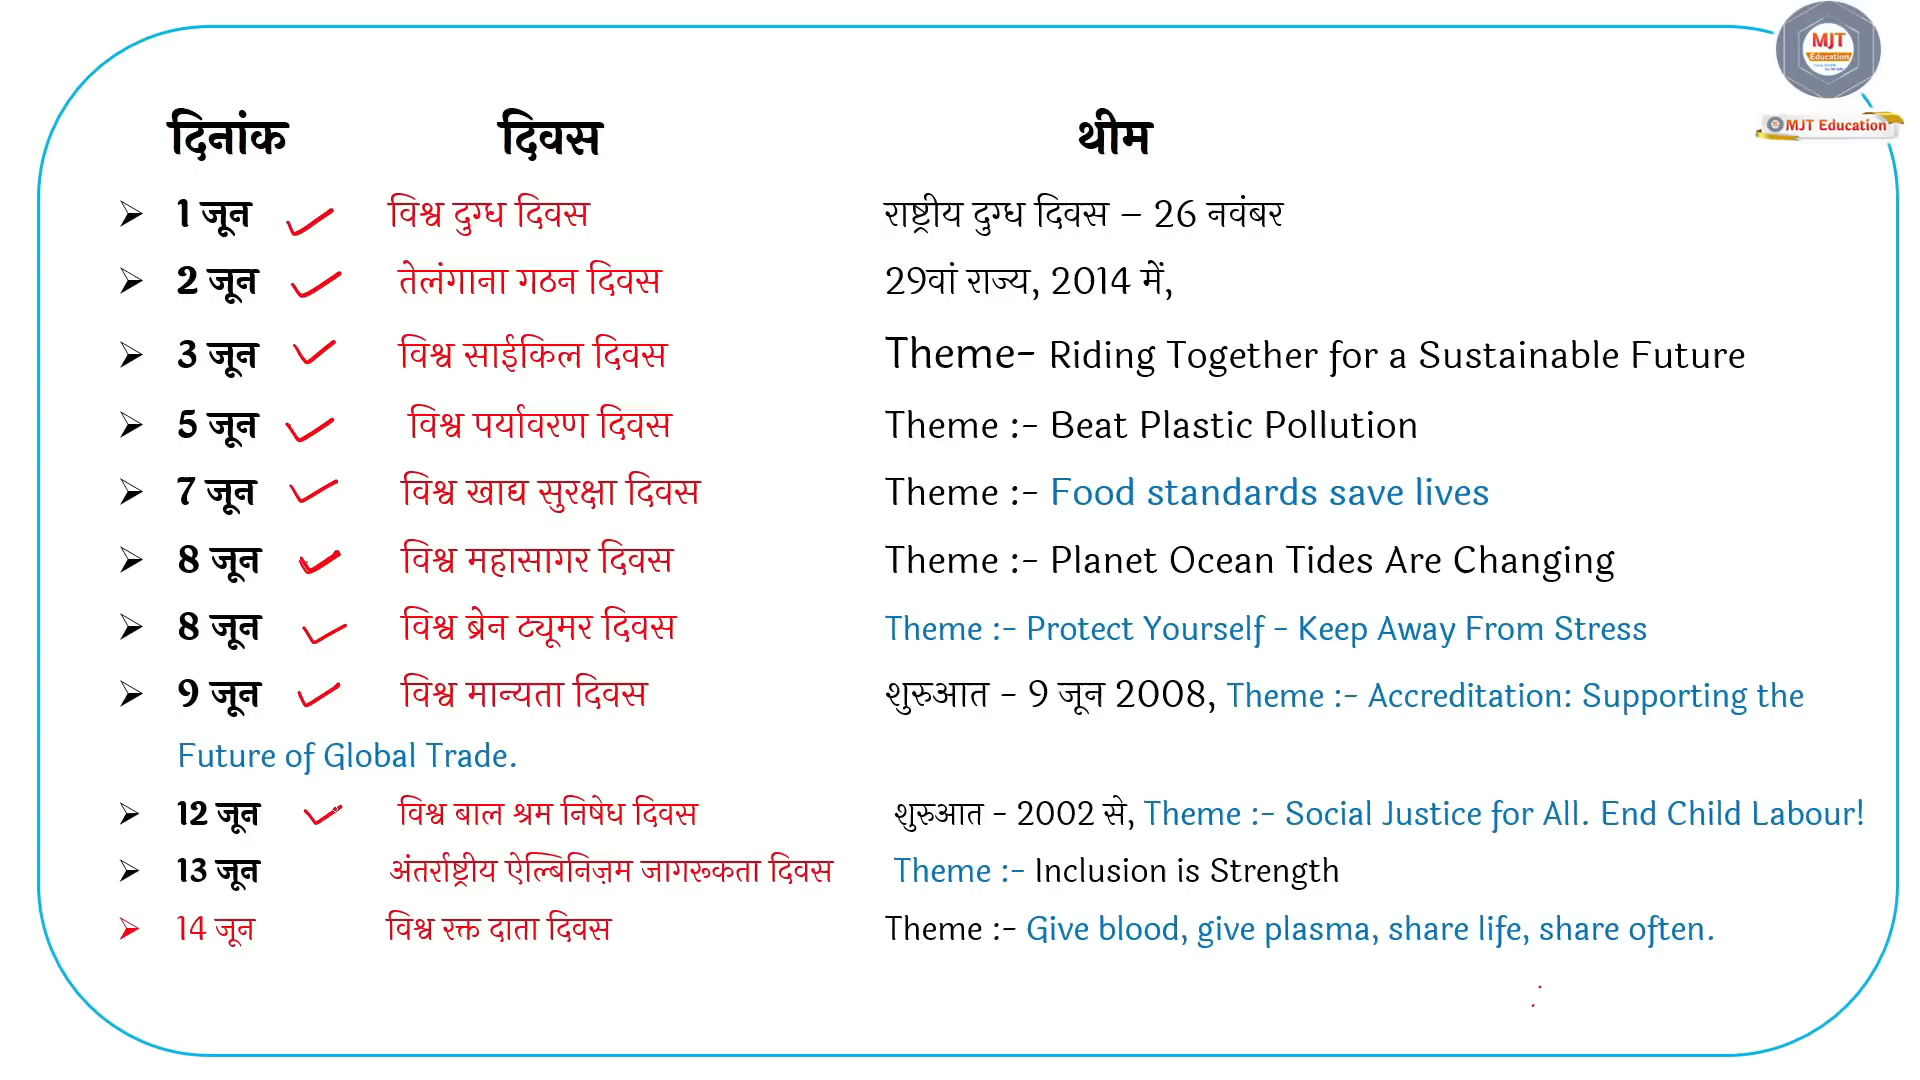 MJT
Education
MJT Education
दिनांक दिवस थीम
➢ 1 जून विश्व दुग्ध दिवस राष्ट्रीय दुग्ध दिवस – 26 नवंबर
➢ 2 जून तेलंगाना गठन दिवस 29वां राज्य, 2014 में,
➢ 3 जून विश्व साईकिल दिवस Theme- Riding Together for a Sustainable Future
➢ 5 जून विश्व पर्यावरण दिवस Theme :- Beat Plastic Pollution
➢ 7 जून विश्व खाद्य सुरक्षा दिवस Theme :- Food standards save lives
➢ 8 जून विश्व महासागर दिवस Theme :- Planet Ocean Tides Are Changing
➢ 8 जून विश्व ब्रेन ट्यूमर दिवस Theme :- Protect Yourself - Keep Away From Stress
➢ 9 जून विश्व मान्यता दिवस शुरुआत - 9 जून 2008, Theme :- Accreditation: Supporting the
Future of Global Trade.
➢ 12 जून विश्व बाल श्रम निषेध दिवस शुरुआत - 2002 से, Theme :- Social Justice for All. End Child Labour!
➢ 13 जून अंतर्राष्ट्रीय ऐल्बिनिज़म जागरूकता दिवस Theme :- Inclusion is Strength
➢ 14 जून विश्व रक्त दाता दिवस Theme :- Give blood, give plasma, share life, share often.